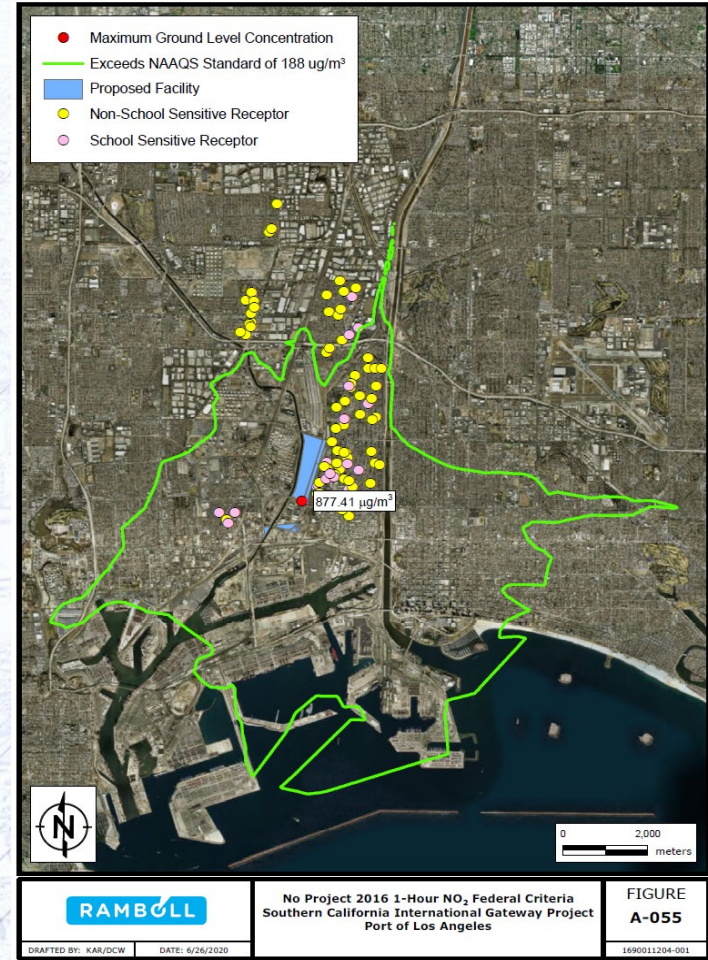 Maximum Ground Level Concentration
Exceeds NAAQS Standard of 188 ug/m³
Proposed Facility
Non-School Sensitive Receptor
School Sensitive Receptor
877.41 µg/m³
N
0 2,000
meters
RAMBOLL
DRAFTED BY: KAR/DCW DATE: 6/26/2020
No Project 2016 1-Hour NO₂ Federal Criteria
Southern California International Gateway Project
Port of Los Angeles
FIGURE
A-055
1690011204-001